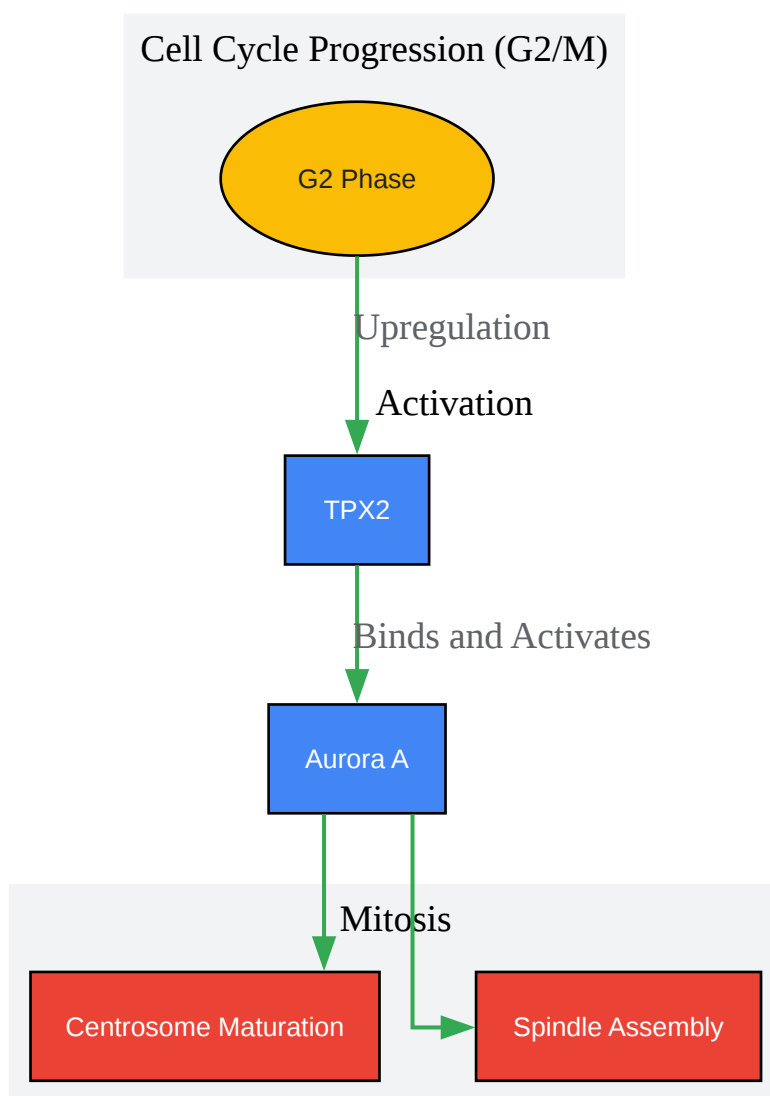 Cell Cycle Progression (G2/M)
G2 Phase
Upregulation
Activation
TPX2
Binds and Activates
Aurora A
Mitosis
Centrosome Maturation
Spindle Assembly